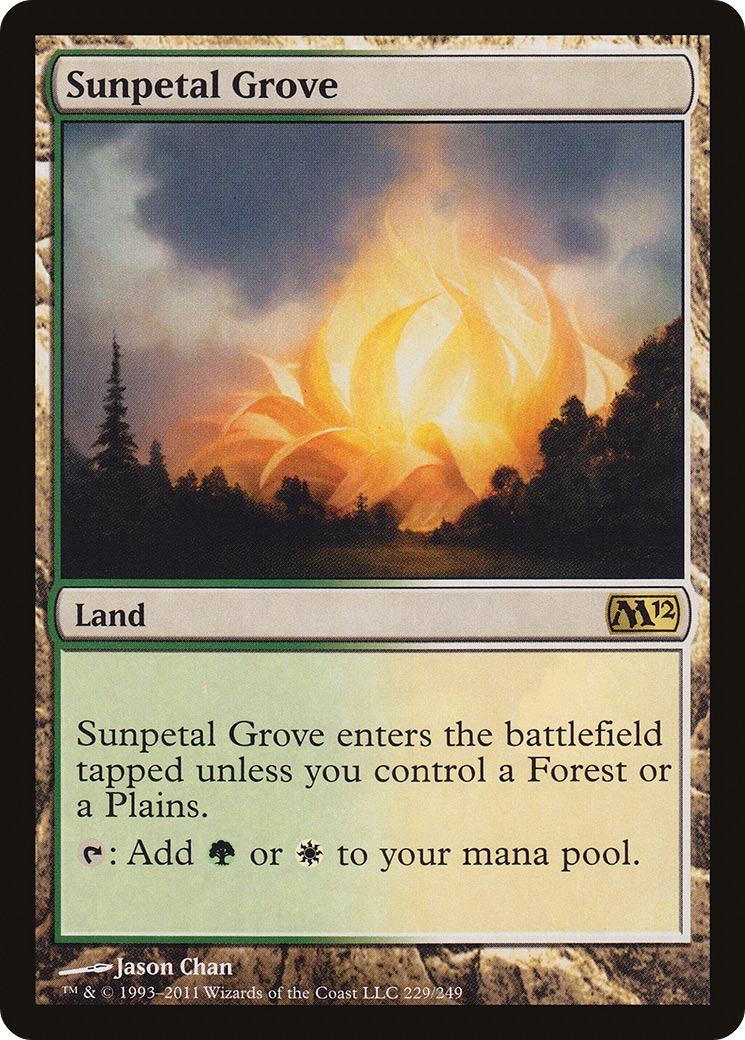 Sunpetal Grove
Land
M12
Sunpetal Grove enters the battlefield
tapped unless you control a Forest or
a Plains.
: Add or to your mana pool.
Jason Chan
™ & © 1993–2011 Wizards of the Coast LLC 229/249